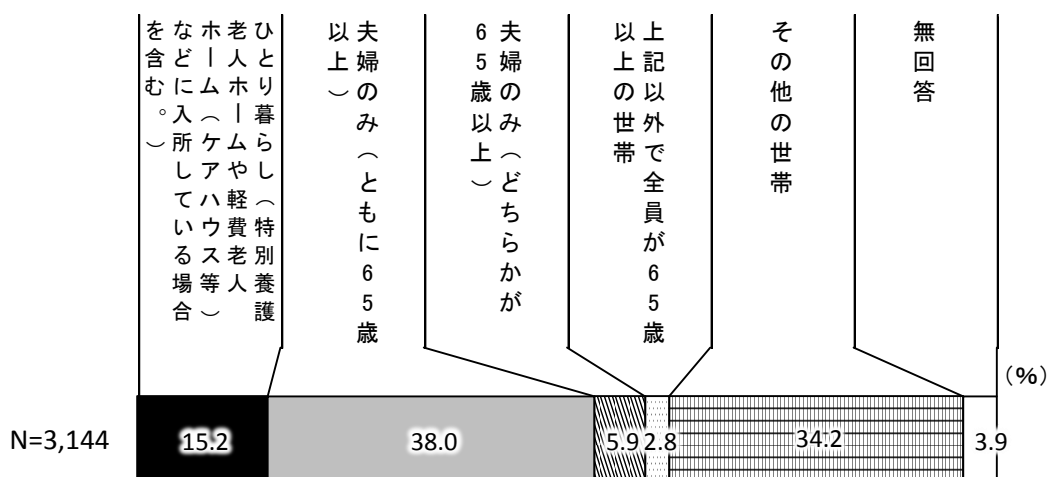 ひとり暮らし（特別養護
老人ホームや軽費老人
ホーム（ケアハウス等）
などに入所している場合
を含む。）
夫婦のみ（ともに６５歳
以上）
夫婦のみ（どちらかが
６５歳以上）
上記以外で全員が６５歳
以上の世帯
その他の世帯
無回答
(%)
N=3,144
15.2
38.0
5.9
2.8
34.2
3.9